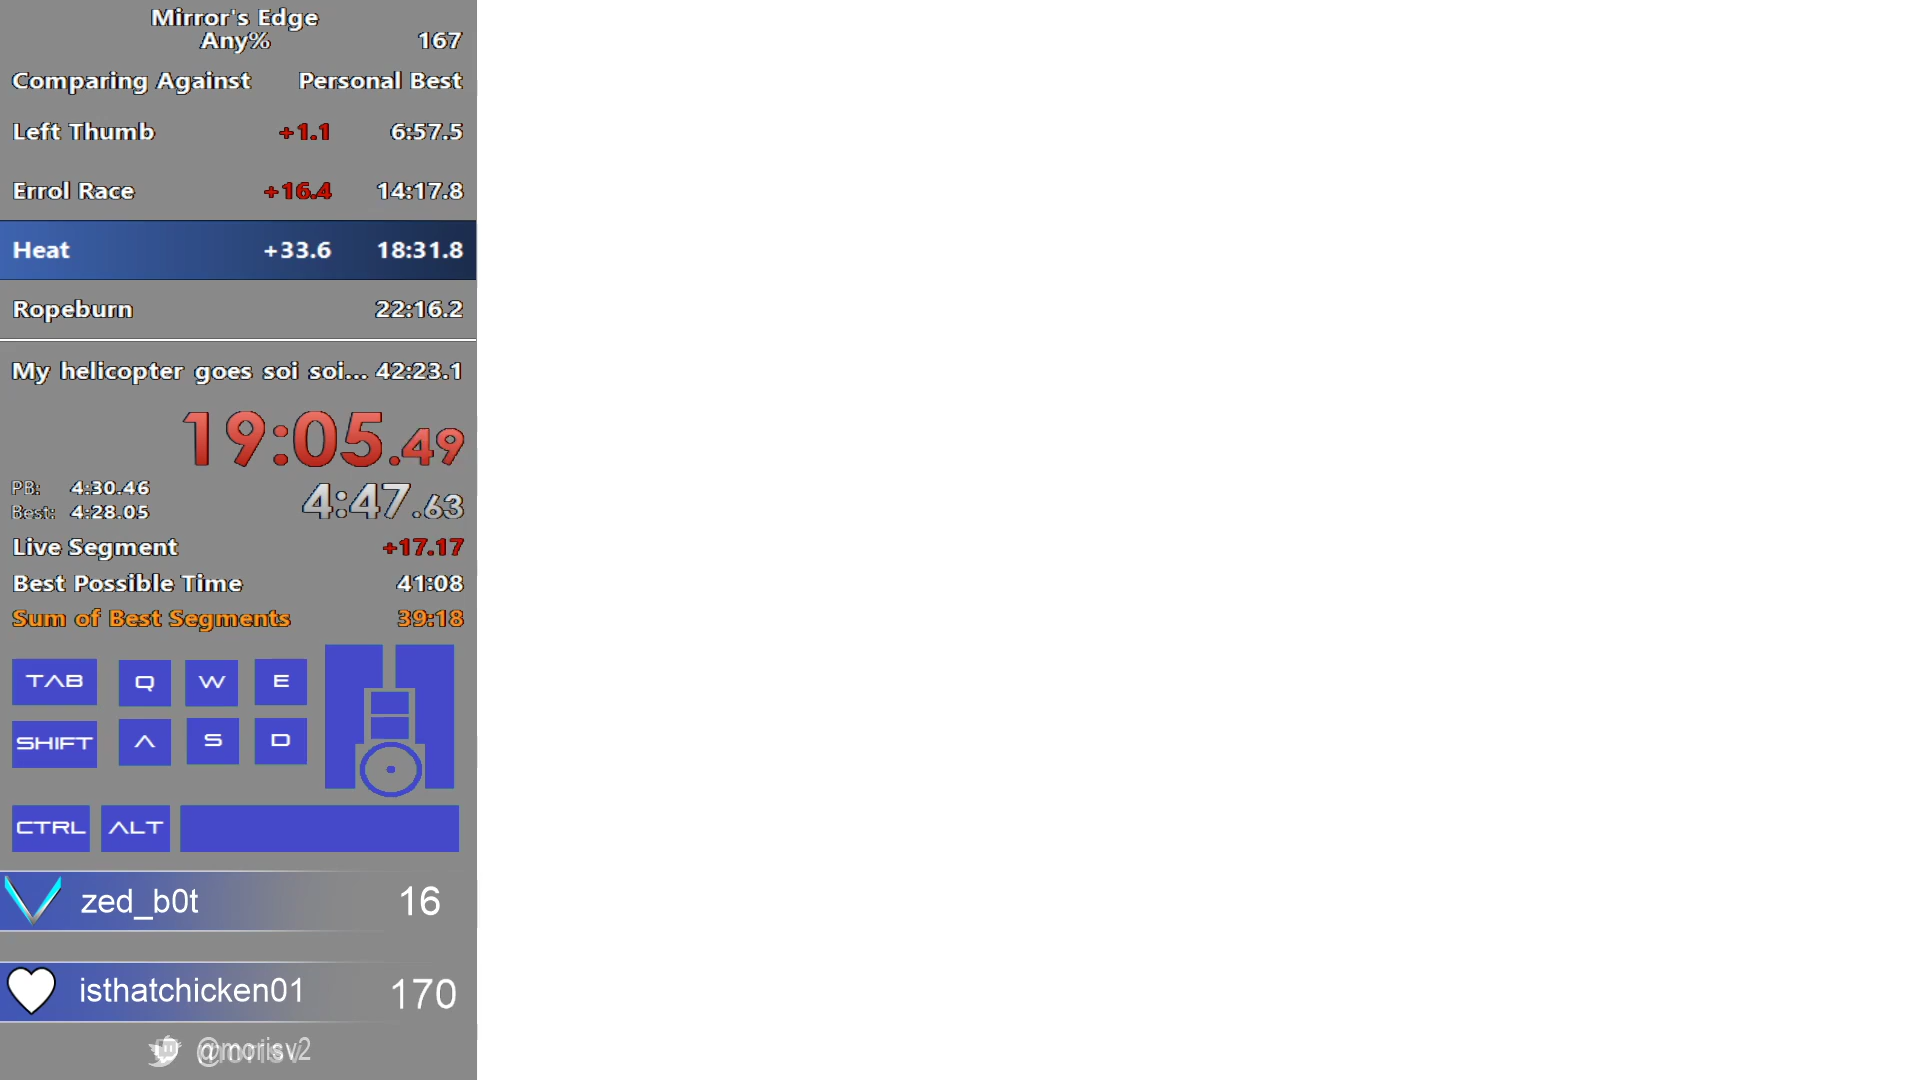 Mirror's Edge
Any% 167
Comparing Against Personal Best
Left Thumb +1.1 6:57.5
Errol Race +16.4 14:17.8
Heat +33.6 18:31.8
Ropeburn 22:16.2
My helicopter goes soi soi... 42:23.1
19:05.49
PB: 4:30.46 4:47.63
Best: 4:28.05
Live Segment +17.17
Best Possible Time 41:08
Sum of Best Segments 39:18
TAB Q W E
SHIFT A S D
CTRL ALT
zed_b0t 16
isthatchicken01 170